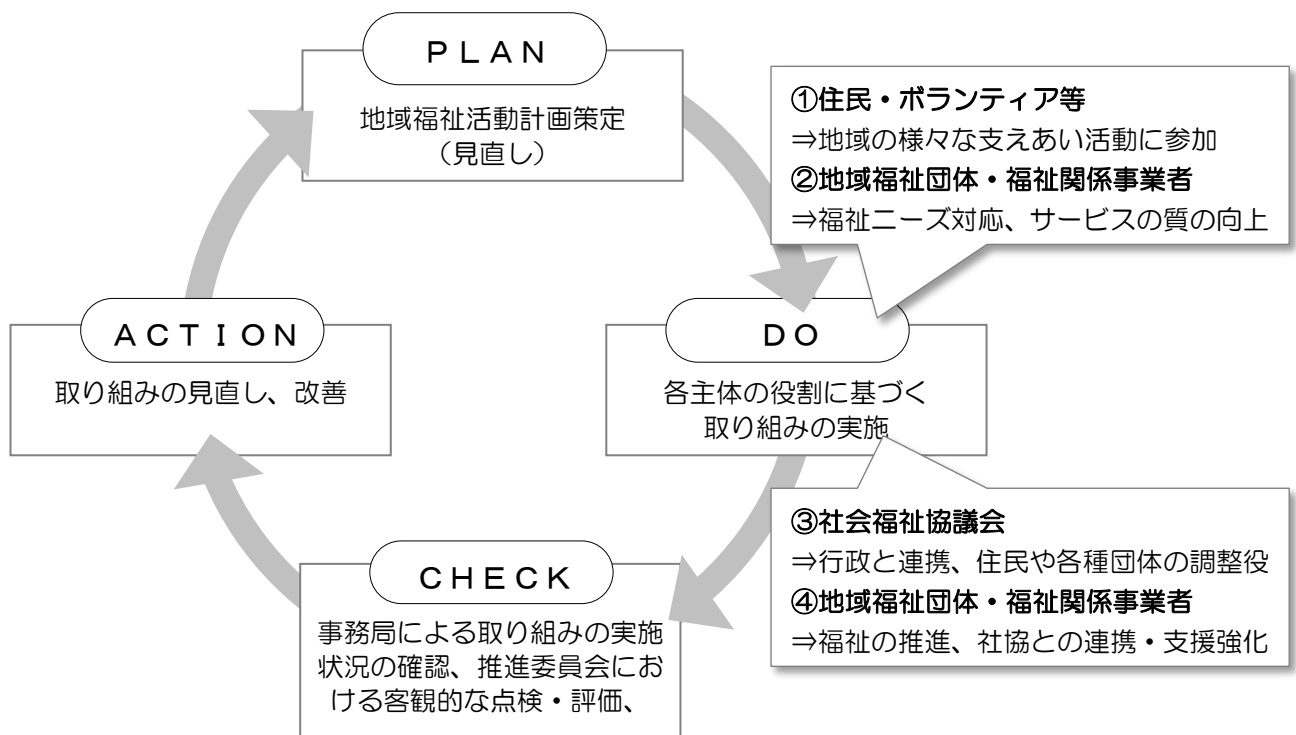 ＰＬＡＮ
地域福祉活動計画策定
（見直し）
①住民・ボランティア等
⇒地域の様々な支えあい活動に参加
②地域福祉団体・福祉関係事業者
⇒福祉ニーズ対応、サービスの質の向上
ＡＣＴＩＯＮ
取り組みの見直し、改善
ＤＯ
各主体の役割に基づく
取り組みの実施
③社会福祉協議会
⇒行政と連携、住民や各種団体の調整役
④地域福祉団体・福祉関係事業者
⇒福祉の推進、社協との連携・支援強化
ＣＨＥＣＫ
事務局による取り組みの実施
状況の確認、推進委員会にお
ける客観的な点検・評価、